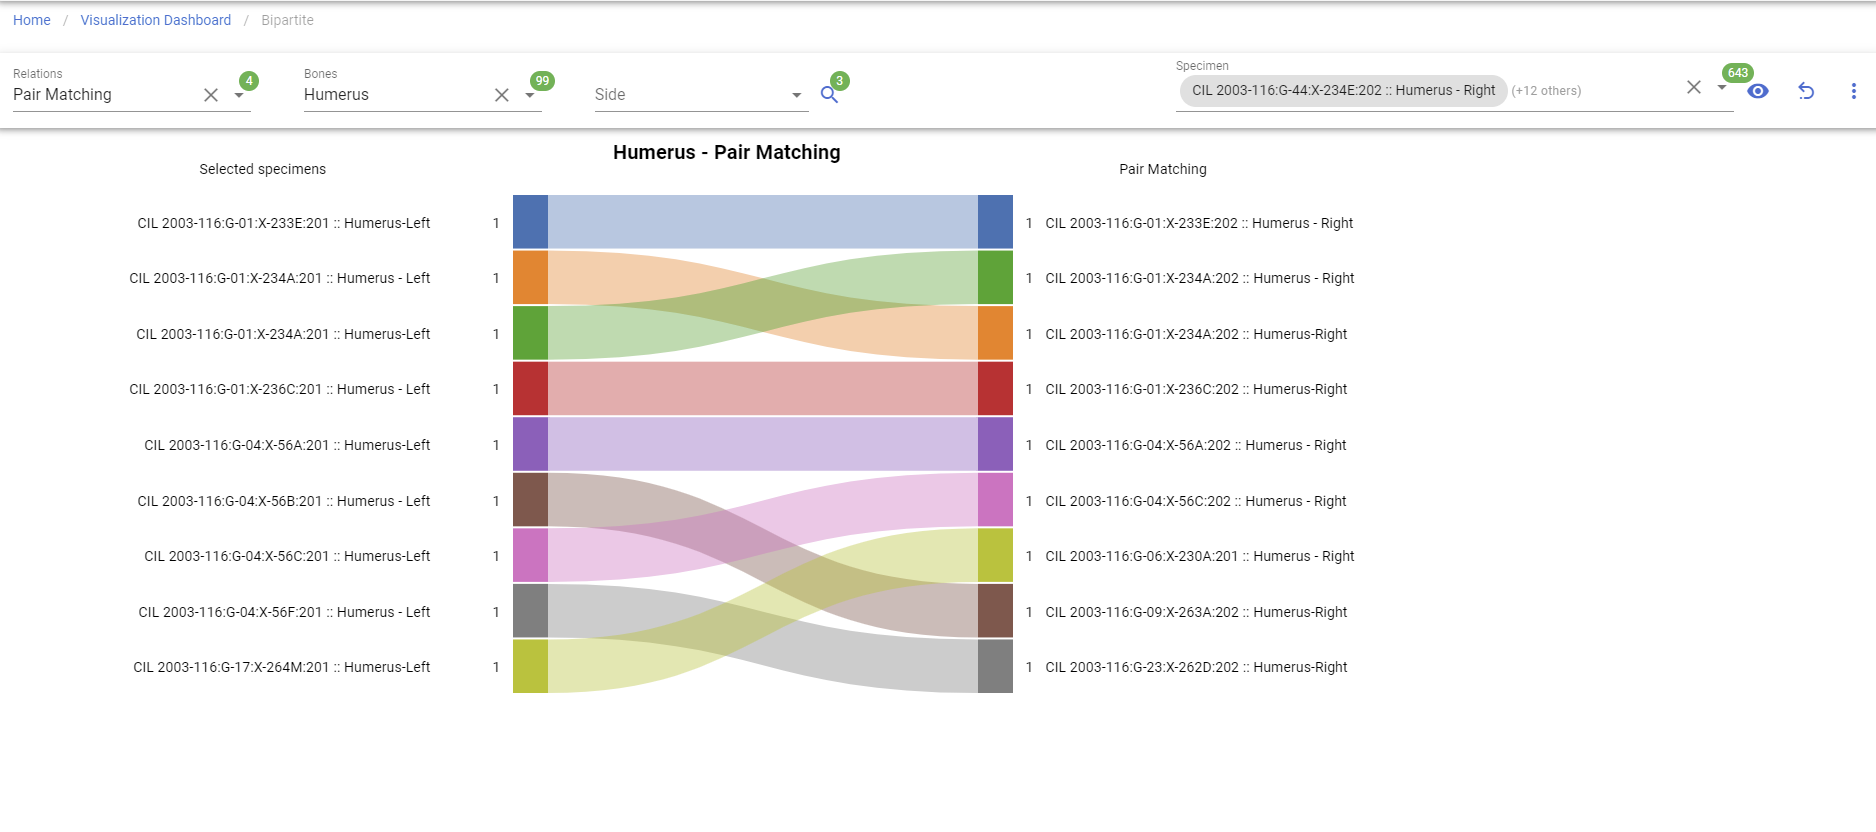 Home / Visualization Dashboard / Bipartite
Relations
Pair Matching
4
Bones
Humerus
99
Side
3
Specimen
CIL 2003-116:G-44:X-234E:202 :: Humerus - Right (+12 others)
643
Humerus - Pair Matching
Selected specimens
Pair Matching
CIL 2003-116:G-01:X-233E:201 :: Humerus-Left 1 1 CIL 2003-116:G-01:X-233E:202 :: Humerus - Right
CIL 2003-116:G-01:X-234A:201 :: Humerus - Left 1 1 CIL 2003-116:G-01:X-234A:202 :: Humerus - Right
CIL 2003-116:G-01:X-234A:201 :: Humerus-Left 1 1 CIL 2003-116:G-01:X-234A:202 :: Humerus-Right
CIL 2003-116:G-01:X-236C:201 :: Humerus - Left 1 1 CIL 2003-116:G-01:X-236C:202 :: Humerus-Right
CIL 2003-116:G-04:X-56A:201 :: Humerus-Left 1 1 CIL 2003-116:G-04:X-56A:202 :: Humerus - Right
CIL 2003-116:G-04:X-56B:201 :: Humerus - Left 1 1 CIL 2003-116:G-04:X-56C:202 :: Humerus - Right
CIL 2003-116:G-04:X-56C:201 :: Humerus-Left 1 1 CIL 2003-116:G-06:X-230A:201 :: Humerus - Right
CIL 2003-116:G-04:X-56F:201 :: Humerus - Left 1 1 CIL 2003-116:G-09:X-263A:202 :: Humerus-Right
CIL 2003-116:G-17:X-264M:201 :: Humerus-Left 1 1 CIL 2003-116:G-23:X-262D:202 :: Humerus-Right